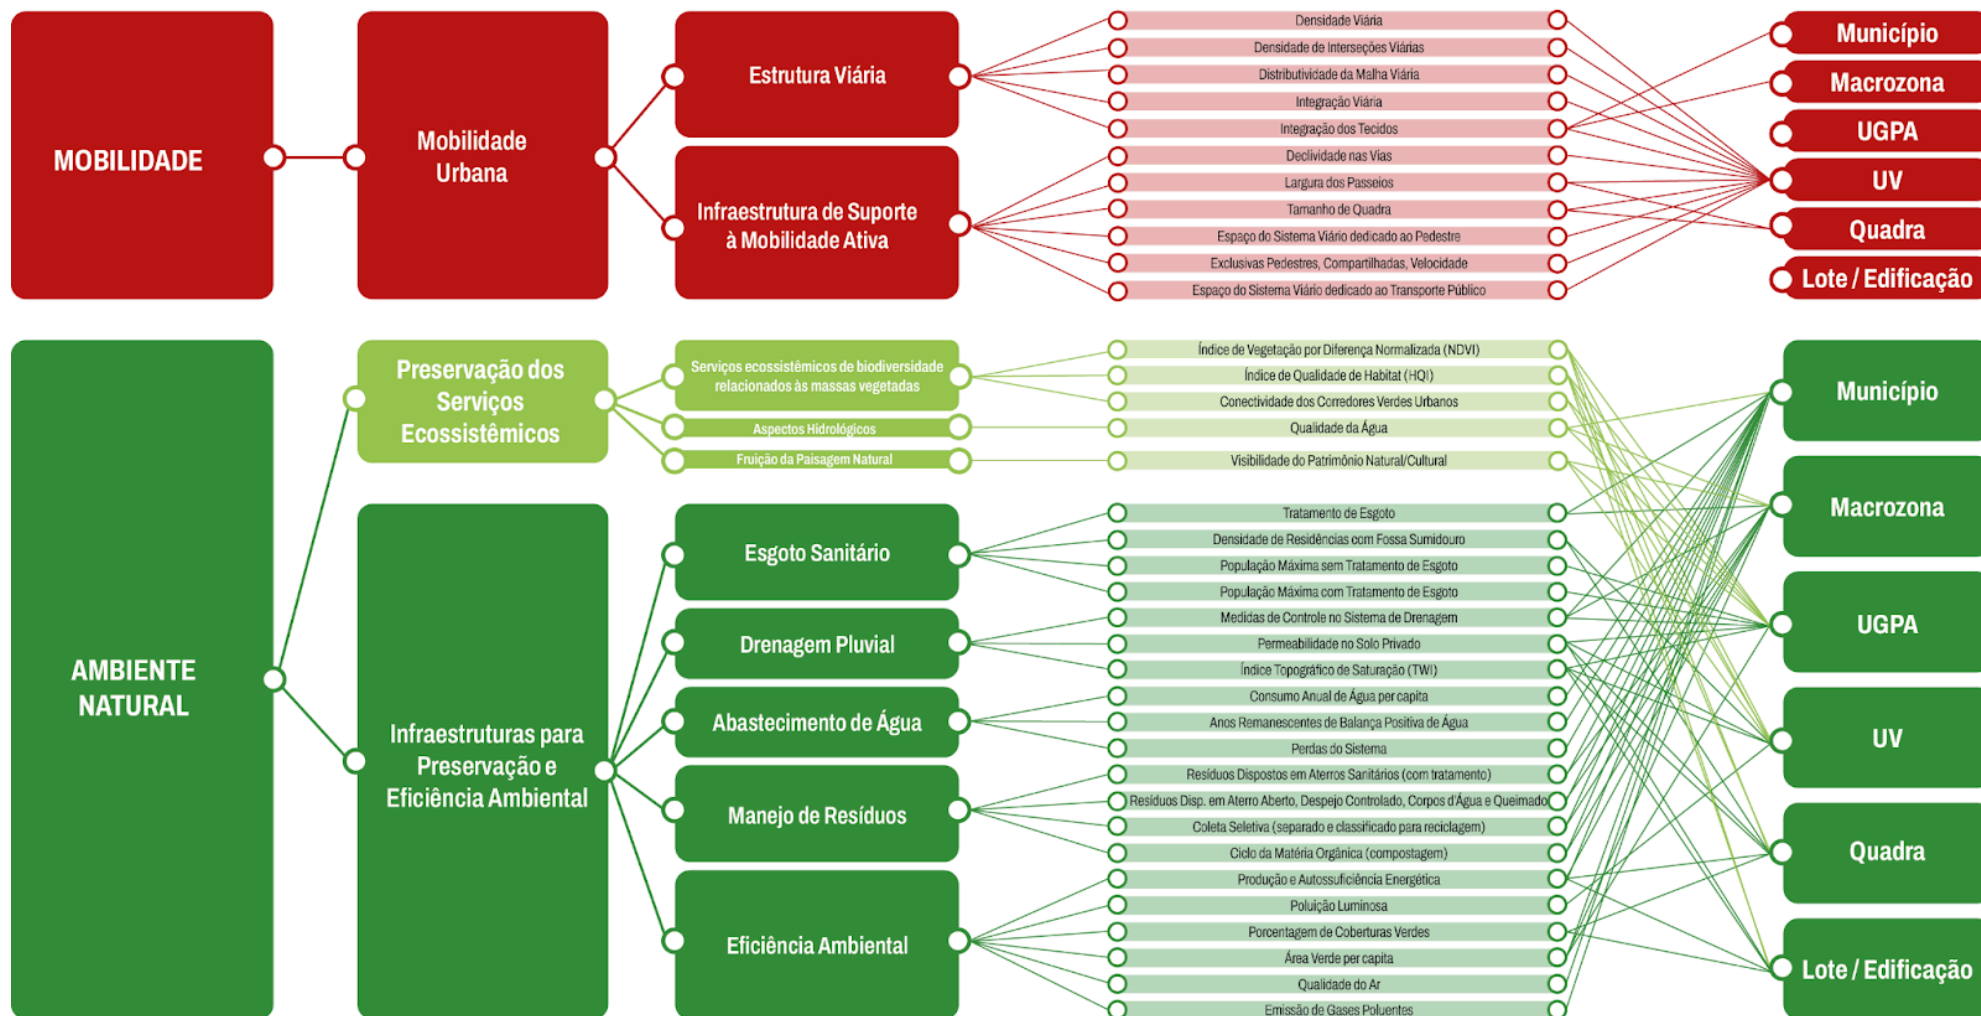 MOBILIDADE
Mobilidade
Urbana
Estrutura Viária
Infraestrutura de Suporte
à Mobilidade Ativa
Densidade Viária
Densidade de Interseções Viárias
Distributividade da Malha Viária
Integração Viária
Integração dos Tecidos
Declividade nas Vias
Largura dos Passeios
Tamanho de Quadra
Espaço do Sistema Viário dedicado ao Pedestre
Exclusivas Pedestres, Compartilhadas, Velocidade
Espaço do Sistema Viário dedicado ao Transporte Público
Município
Macrozona
UGPA
UV
Quadra
Lote / Edificação
AMBIENTE
NATURAL
Preservação dos
Serviços
Ecossistêmicos
Infraestruturas para
Preservação e
Eficiência Ambiental
Serviços ecossistêmicos de biodiversidade
relacionados às massas vegetadas
Aspectos Hidrológicos
Fruição da Paisagem Natural
Esgoto Sanitário
Drenagem Pluvial
Abastecimento de Água
Manejo de Resíduos
Eficiência Ambiental
Índice de Vegetação por Diferença Normalizada (NDVI)
Índice de Qualidade de Habitat (HQI)
Conectividade dos Corredores Verdes Urbanos
Qualidade da Água
Visibilidade do Patrimônio Natural/Cultural
Tratamento de Esgoto
Densidade de Residências com Fossa Sumidouro
População Máxima sem Tratamento de Esgoto
População Máxima com Tratamento de Esgoto
Medidas de Controle no Sistema de Drenagem
Permeabilidade no Solo Privado
Índice Topográfico de Saturação (TWI)
Consumo Anual de Água per capita
Anos Remanescentes de Balança Positiva de Água
Perdas do Sistema
Resíduos Dispostos em Aterros Sanitários (com tratamento)
Resíduos Disp. em Aterro Aberto, Despejo Controlado, Corpos d'Água e Queimado
Coleta Seletiva (separado e classificado para reciclagem)
Ciclo da Matéria Orgânica (compostagem)
Produção e Autossuficiência Energética
Poluição Luminosa
Porcentagem de Coberturas Verdes
Área Verde per capita
Qualidade do Ar
Emissão de Gases Poluentes
Município
Macrozona
UGPA
UV
Quadra
Lote / Edificação